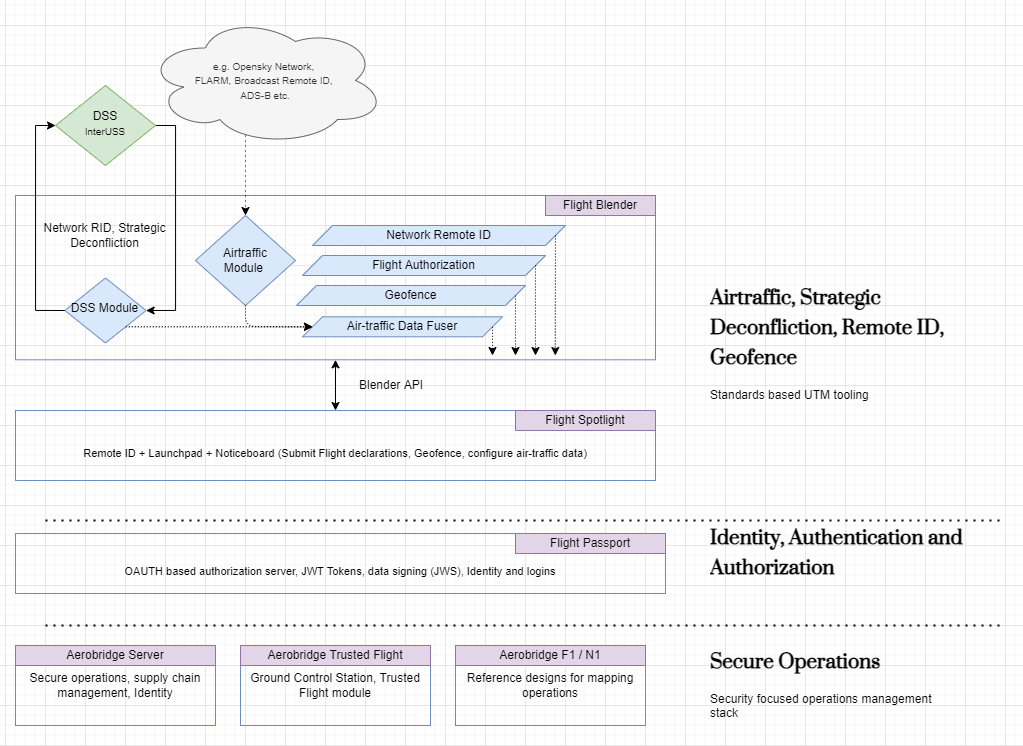 e.g. Opensky Network,
FLARM, Broadcast Remote ID,
ADS-B etc.
DSS
InterUSS
Flight Blender
Network RID, Strategic
Deconfliction
Airtraffic
Module
Network Remote ID
Flight Authorization
Geofence
DSS Module
Air-traffic Data Fuser
Airtraffic, Strategic
Deconfliction, Remote ID,
Geofence
Standards based UTM tooling
Blender API
Flight Spotlight
Remote ID + Launchpad + Noticeboard (Submit Flight declarations, Geofence, configure air-traffic data)
Flight Passport
OAUTH based authorization server, JWT Tokens, data signing (JWS), Identity and logins
Identity, Authentication and
Authorization
Aerobridge Server
Secure operations, supply chain
management, Identity
Aerobridge Trusted Flight
Ground Control Station, Trusted
Flight module
Aerobridge F1 / N1
Reference designs for mapping
operations
Secure Operations
Security focused operations management
stack